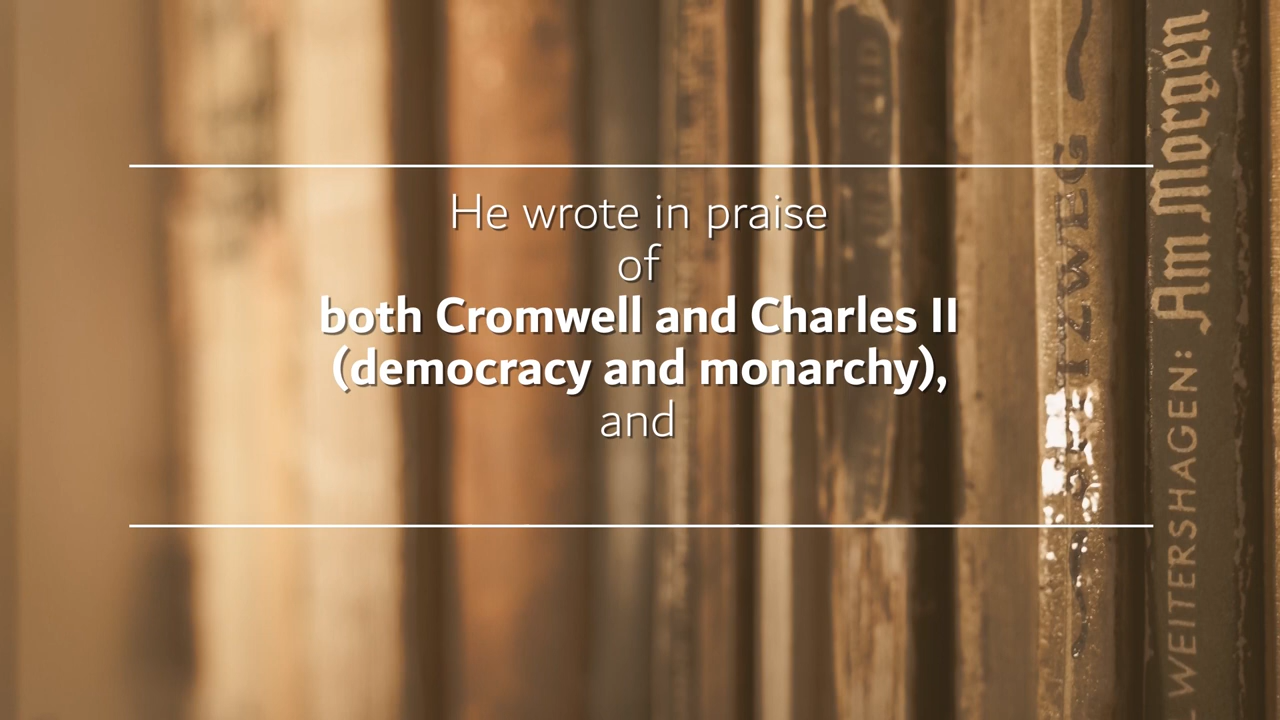 He wrote in praise
of
both Cromwell and Charles II
(democracy and monarchy),
and
WEITERSHAGEN: Am Morgen